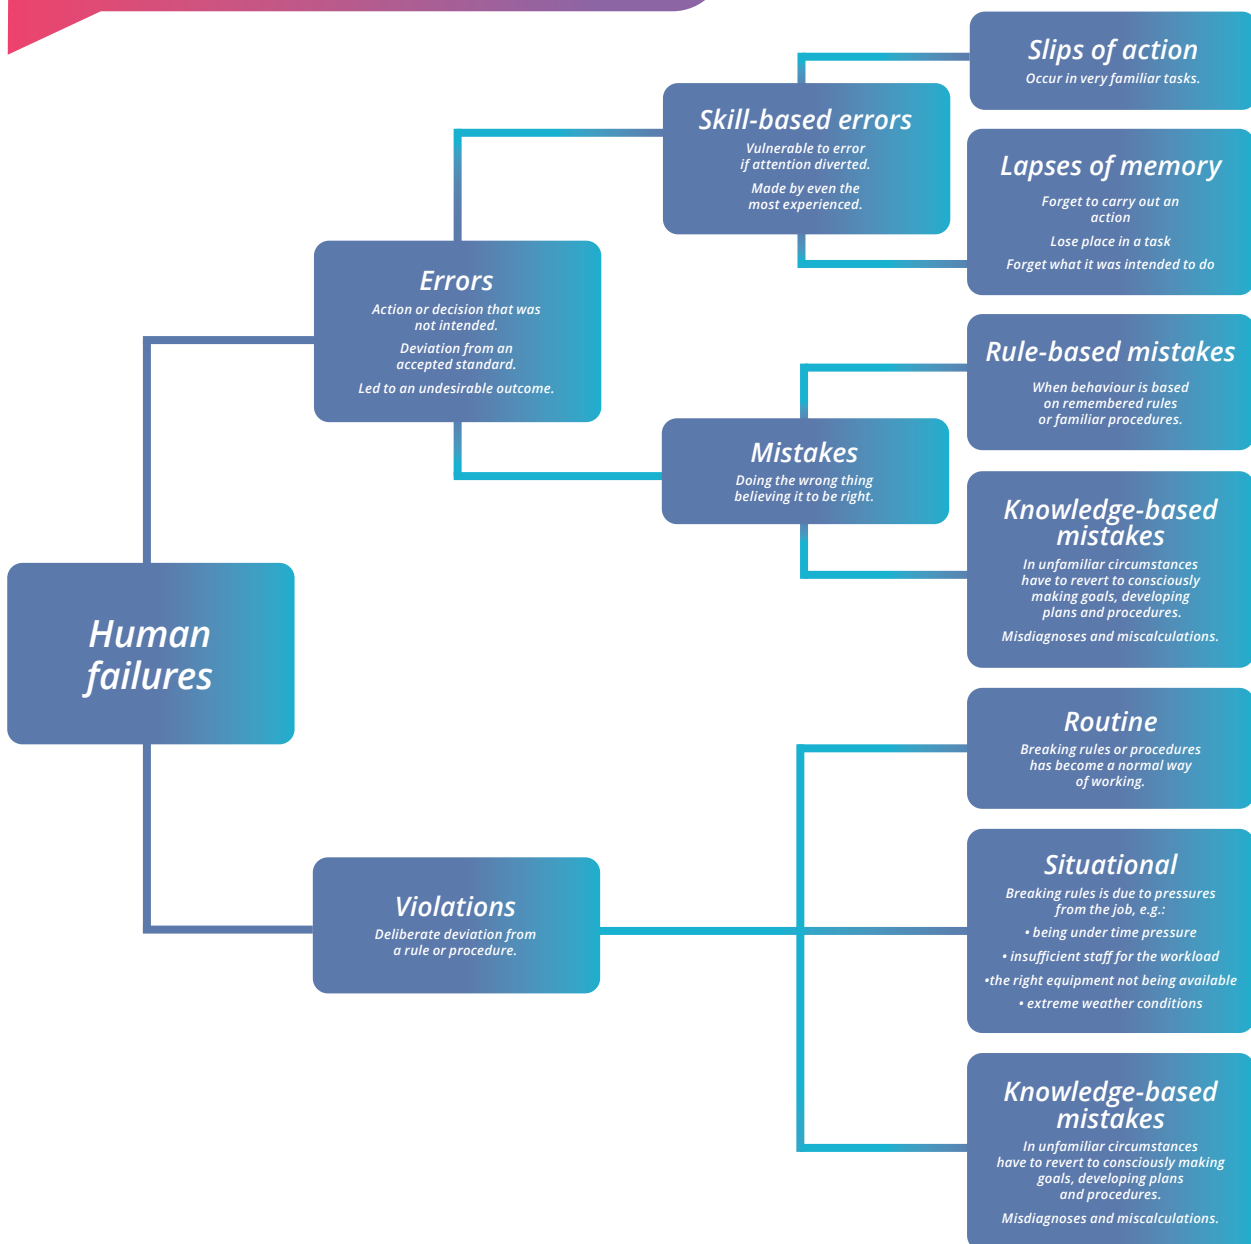 Slips of action
Occur in very familiar tasks.
Skill-based errors
Vulnerable to error
if attention diverted.
Made by even the
most experienced.
Lapses of memory
Forget to carry out an
action
Lose place in a task
Forget what it was intended to do
Errors
Action or decision that was
not intended.
Deviation from an
accepted standard.
Led to an undesirable outcome.
Rule-based mistakes
When behaviour is based
on remembered rules
or familiar procedures.
Mistakes
Doing the wrong thing
believing it to be right.
Knowledge-based
mistakes
In unfamiliar circumstances
have to revert to consciously
making goals, developing
plans and procedures.
Misdiagnoses and miscalculations.
Human
failures
Routine
Breaking rules or procedures
has become a normal way
of working.
Violations
Deliberate deviation from
a rule or procedure.
Situational
Breaking rules is due to pressures
from the job, e.g.:
• being under time pressure
• insufficient staff for the workload
•the right equipment not being available
• extreme weather conditions
Knowledge-based
mistakes
In unfamiliar circumstances
have to revert to consciously making
goals, developing plans
and procedures.
Misdiagnoses and miscalculations.